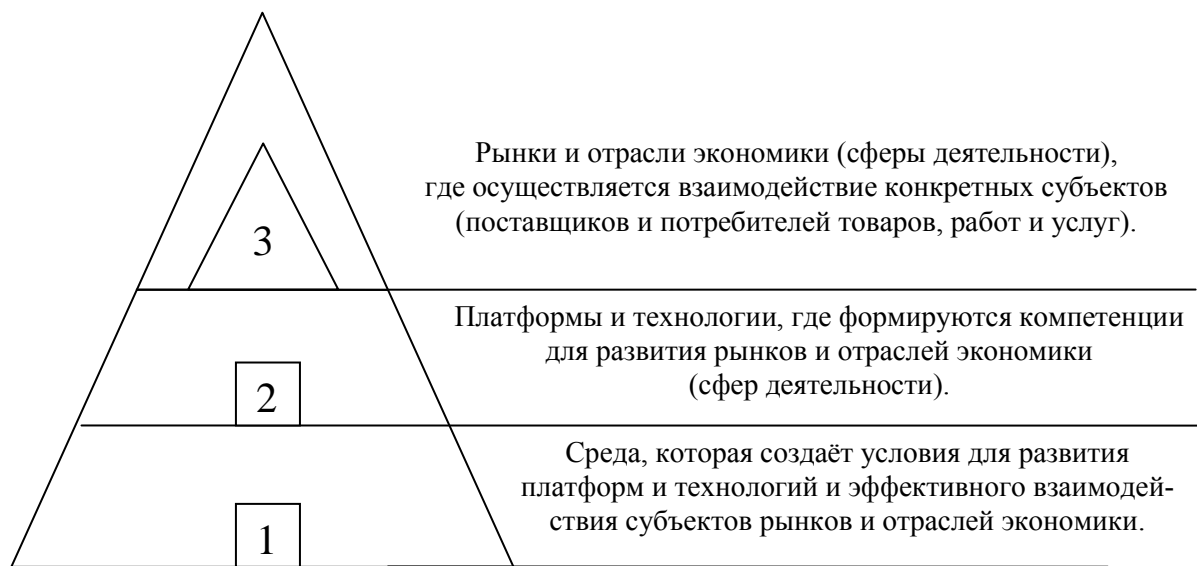 Рынки и отрасли экономики (сферы деятельности),
где осуществляется взаимодействие конкретных субъектов
(поставщиков и потребителей товаров, работ и услуг).
3
Платформы и технологии, где формируются компетенции
для развития рынков и отраслей экономики
(сфер деятельности).
2
Среда, которая создаёт условия для развития
платформ и технологий и эффективного взаимодей-
ствия субъектов рынков и отраслей экономики.
1